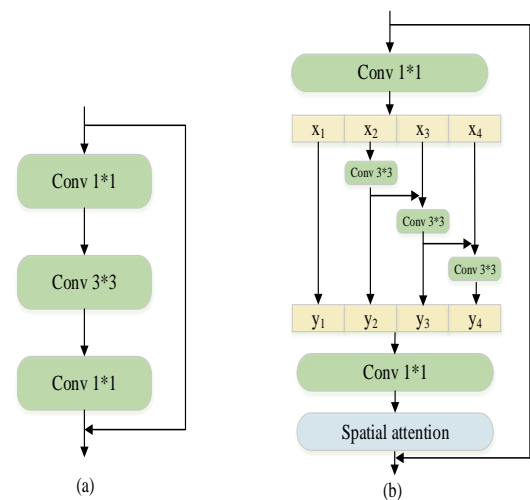 Conv 1*1
Conv 3*3
Conv 1*1
(a)
Conv 1*1
x1 x2 x3 x4
Conv 3*3
Conv 3*3
Conv 3*3
y1 y2 y3 y4
Conv 1*1
Spatial attention
(b)